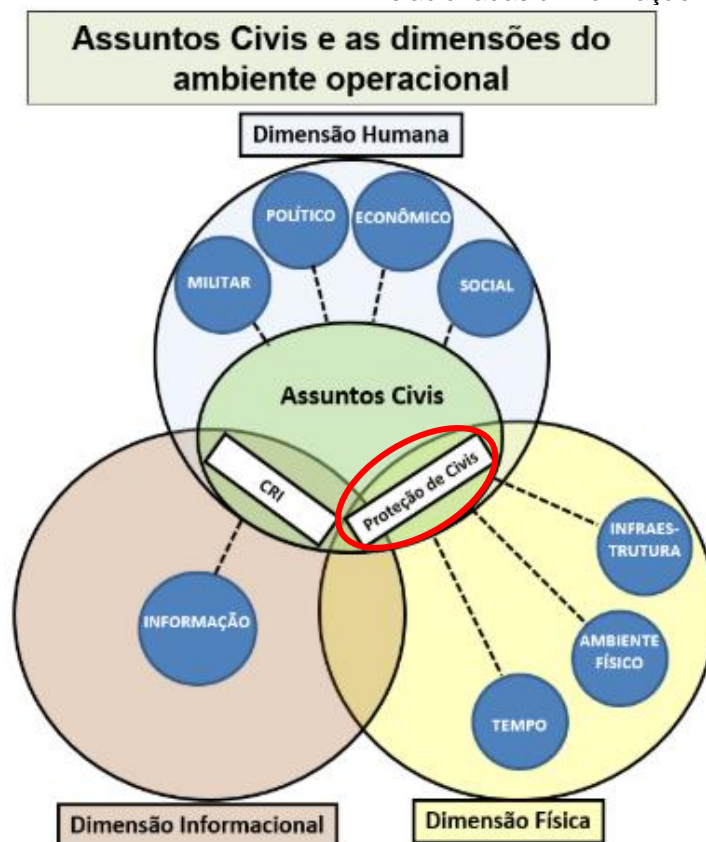 Assuntos Civis e as dimensões do
ambiente operacional
Dimensão Humana
POLÍTICO
ECONÔMICO
MILITAR
SOCIAL
Assuntos Civis
CRI
Proteção de Civis
INFRAES-
TRUTURA
INFORMAÇÃO
AMBIENTE
FÍSICO
TEMPO
Dimensão Informacional
Dimensão Física